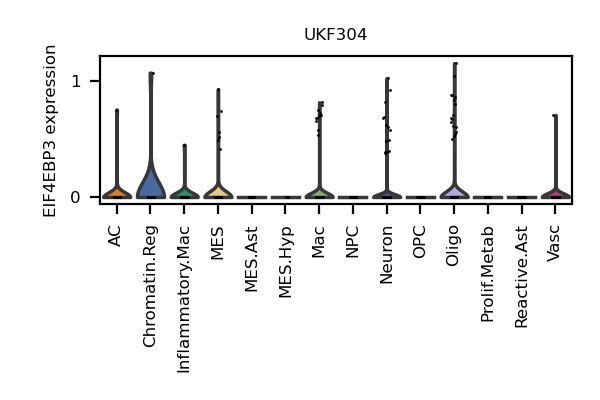 UKF304
EIF4EBP3 expression
1
0
AC
Chromatin.Reg
Inflammatory.Mac
MES
MES.Ast
MES.Hyp
Mac
NPC
Neuron
OPC
Oligo
Prolif.Metab
Reactive.Ast
Vasc